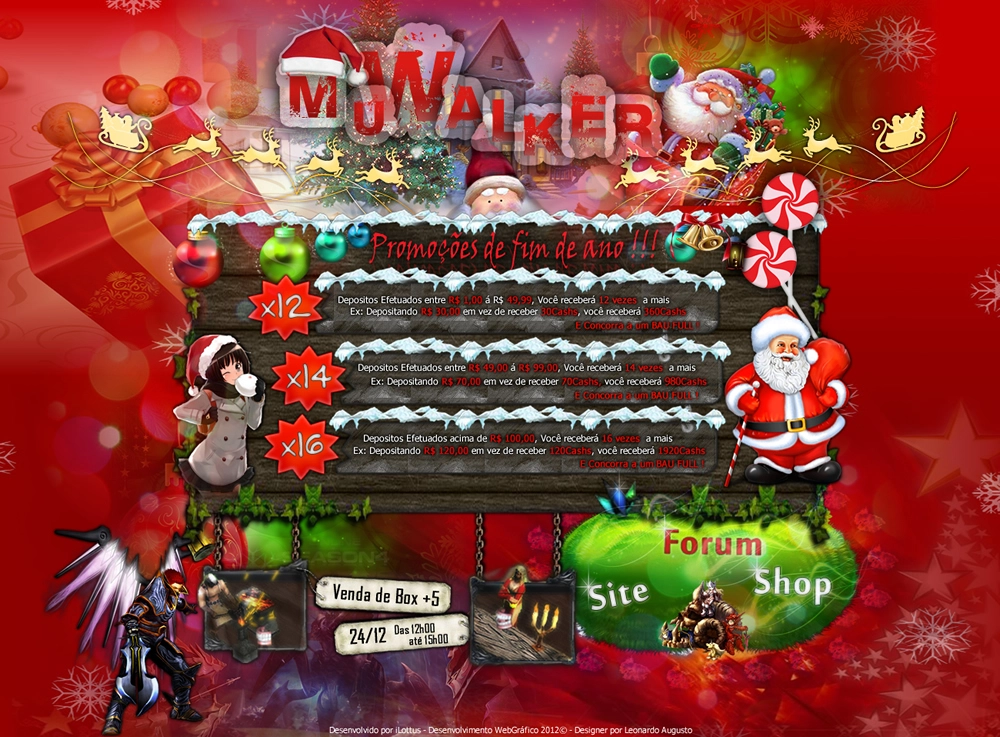 MUWALKER
Promoções de fim de ano !!!
x12
Depositos Efetuados entre R$ 1,00 á R$ 49,99, Você receberá 12 vezes a mais
Ex: Depositando R$ 30,00 em vez de receber 30Cashs, você receberá 360Cashs
E Concorra a um BAU FULL !
x14
Depositos Efetuados entre R$ 49,00 á R$ 99,00, Você receberá 14 vezes a mais
Ex: Depositando R$ 70,00 em vez de receber 70Cashs, você receberá 980Cashs
E Concorra a um BAU FULL !
x16
Depositos Efetuados acima de R$ 100,00, Você receberá 16 vezes a mais
Ex: Depositando R$ 120,00 em vez de receber 120Cashs, você receberá 1920Cashs
E Concorra a um BAU FULL !
Venda de Box +5
24/12 Das 12h00
até 15h00
Forum
Site
Shop
Desenvolvido por iLottus - Desenvolvimento WebGráfico 2012© - Designer por Leonardo Augusto